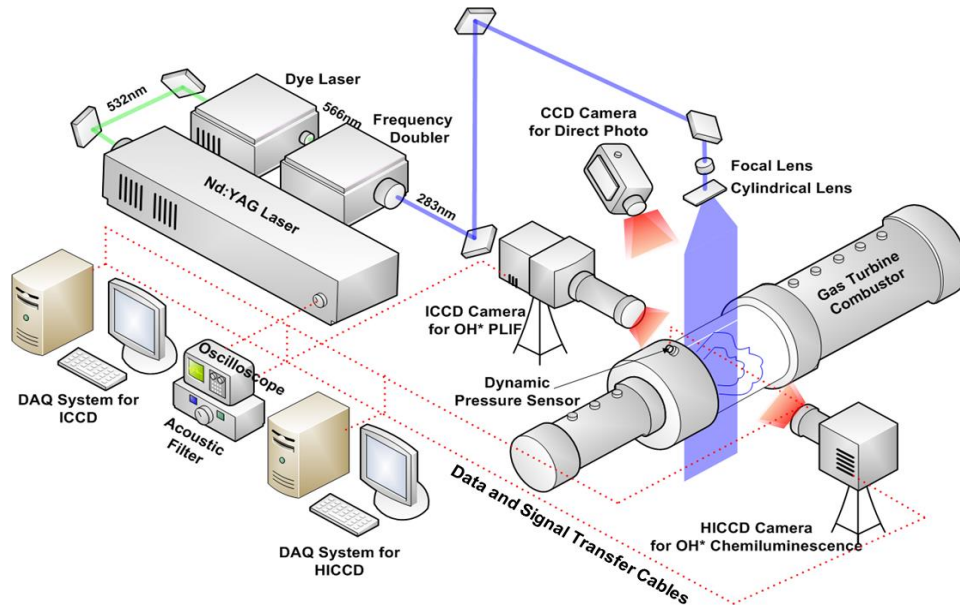 Dye Laser
532nm
566nm
Frequency
Doubler
Nd:YAG Laser
283nm
CCD Camera
for Direct Photo
Focal Lens
Cylindrical Lens
Gas Turbine
Combustor
ICCD Camera
for OH* PLIF
Dynamic
Pressure Sensor
DAQ System for
ICCD
Oscilloscope
Acoustic
Filter
DAQ System for
HICCD
Data and Signal Transfer Cables
HICCD Camera
for OH* Chemiluminescence